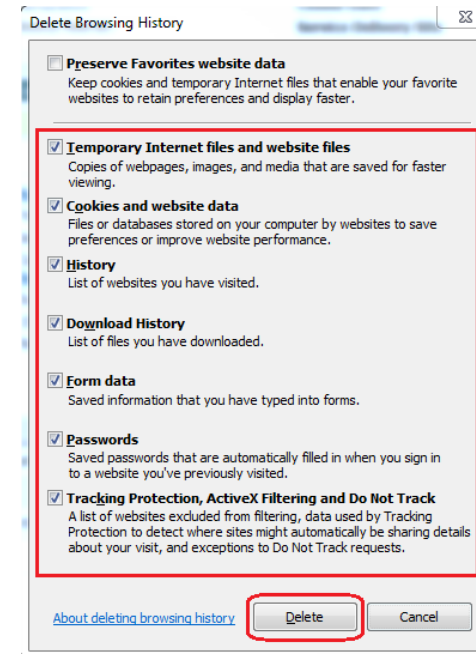 Delete Browsing History
Preserve Favorites website data
Keep cookies and temporary Internet files that enable your favorite
websites to retain preferences and display faster.
Temporary Internet files and website files
Copies of webpages, images, and media that are saved for faster
viewing.
Cookies and website data
Files or databases stored on your computer by websites to save
preferences or improve website performance.
History
List of websites you have visited.
Download History
List of files you have downloaded.
Form data
Saved information that you have typed into forms.
Passwords
Saved passwords that are automatically filled in when you sign in
to a website you've previously visited.
Tracking Protection, ActiveX Filtering and Do Not Track
A list of websites excluded from filtering, data used by Tracking
Protection to detect where sites might automatically be sharing details
about your visit, and exceptions to Do Not Track requests.
About deleting browsing history Delete Cancel